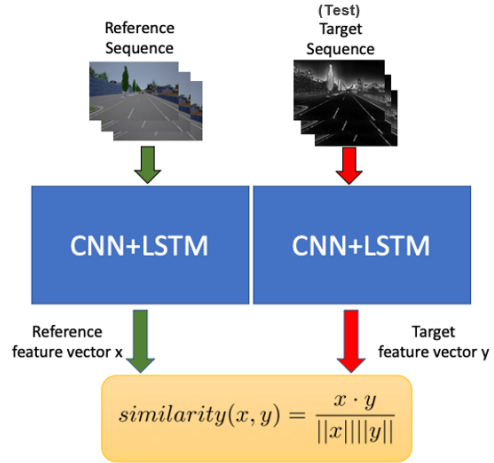 Reference
Sequence
(Test)
Target
Sequence
CNN+LSTM
CNN+LSTM
Reference
feature vector x
Target
feature vector y
similarity(x, y) = x · y / ||x||||y||